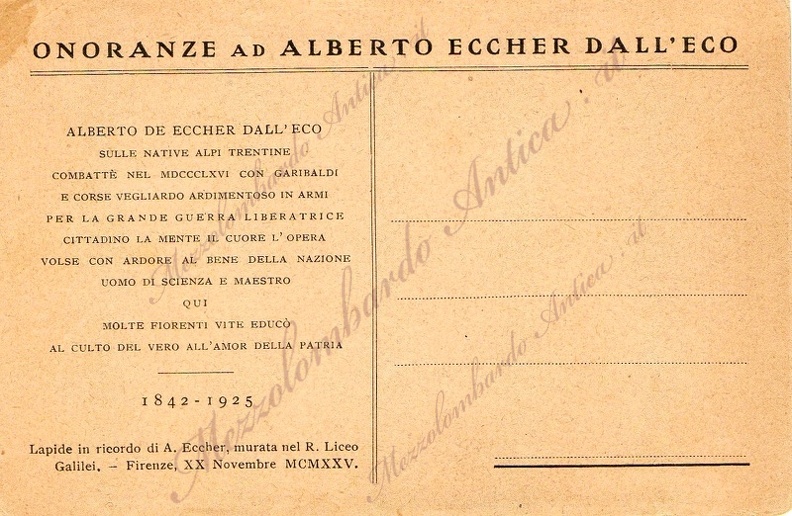 ONORANZE AD ALBERTO ECCHER DALL'ECO
ALBERTO DE ECCHER DALL'ECO
SULLE NATIVE ALPI TRENTINE
COMBATTÈ NEL MDCCCLXVI CON GARIBALDI
E CORSE VEGLIARDO ARDIMENTOSO IN ARMI
PER LA GRANDE GUERRA LIBERATRICE
CITTADINO LA MENTE IL CUORE L'OPERA
VOLSE CON ARDORE AL BENE DELLA NAZIONE
UOMO DI SCIENZA E MAESTRO
QUI
MOLTE FIORENTI VITE EDUCÒ
AL CULTO DEL VERO ALL'AMOR DELLA PATRIA
1842-1925
Lapide in ricordo di A. Eccher, murata nel R. Liceo
Galilei. – Firenze, XX Novembre MCMXXV.
Mezzolombardo Antica.it
Mezzolombardo Antica.it
Mezzolombardo Antica.it